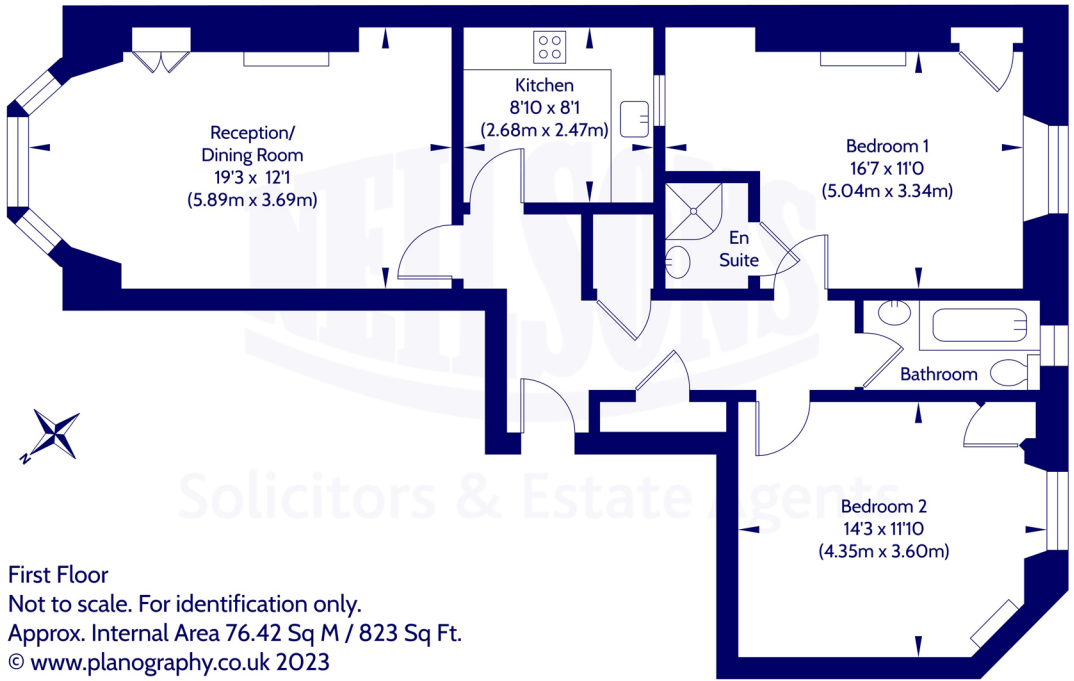 Reception/
Dining Room
19'3 x 12'1
(5.89m x 3.69m)
Kitchen
8'10 x 8'1
(2.68m x 2.47m)
Bedroom 1
16'7 x 11'0
(5.04m x 3.34m)
En
Suite
Bathroom
Bedroom 2
14'3 x 11'10
(4.35m x 3.60m)
N
NEILSONS
Solicitors & Estate Agents
First Floor
Not to scale. For identification only.
Approx. Internal Area 76.42 Sq M / 823 Sq Ft.
© www.planography.co.uk 2023